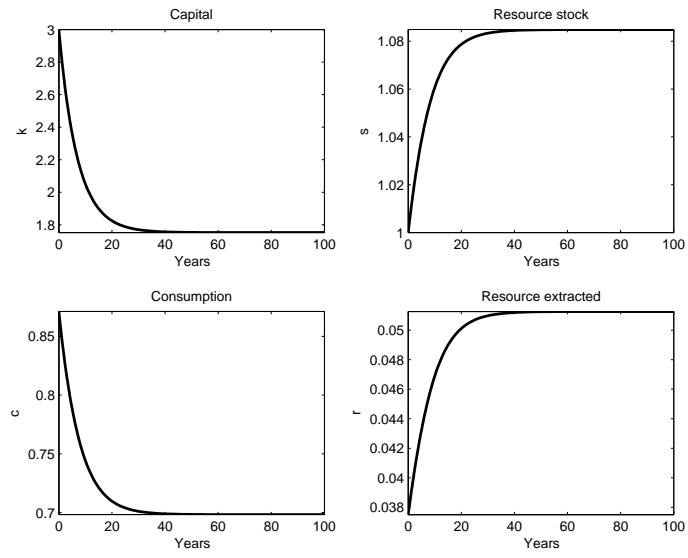 Capital
3
2.8
2.6
2.4
2.2
2
1.8
k
0 20 40 60 80 100
Years
Resource stock
1.08
1.06
1.04
1.02
1
s
0 20 40 60 80 100
Years
Consumption
0.85
0.8
0.75
0.7
c
0 20 40 60 80 100
Years
Resource extracted
0.05
0.048
0.046
0.044
0.042
0.04
0.038
r
0 20 40 60 80 100
Years